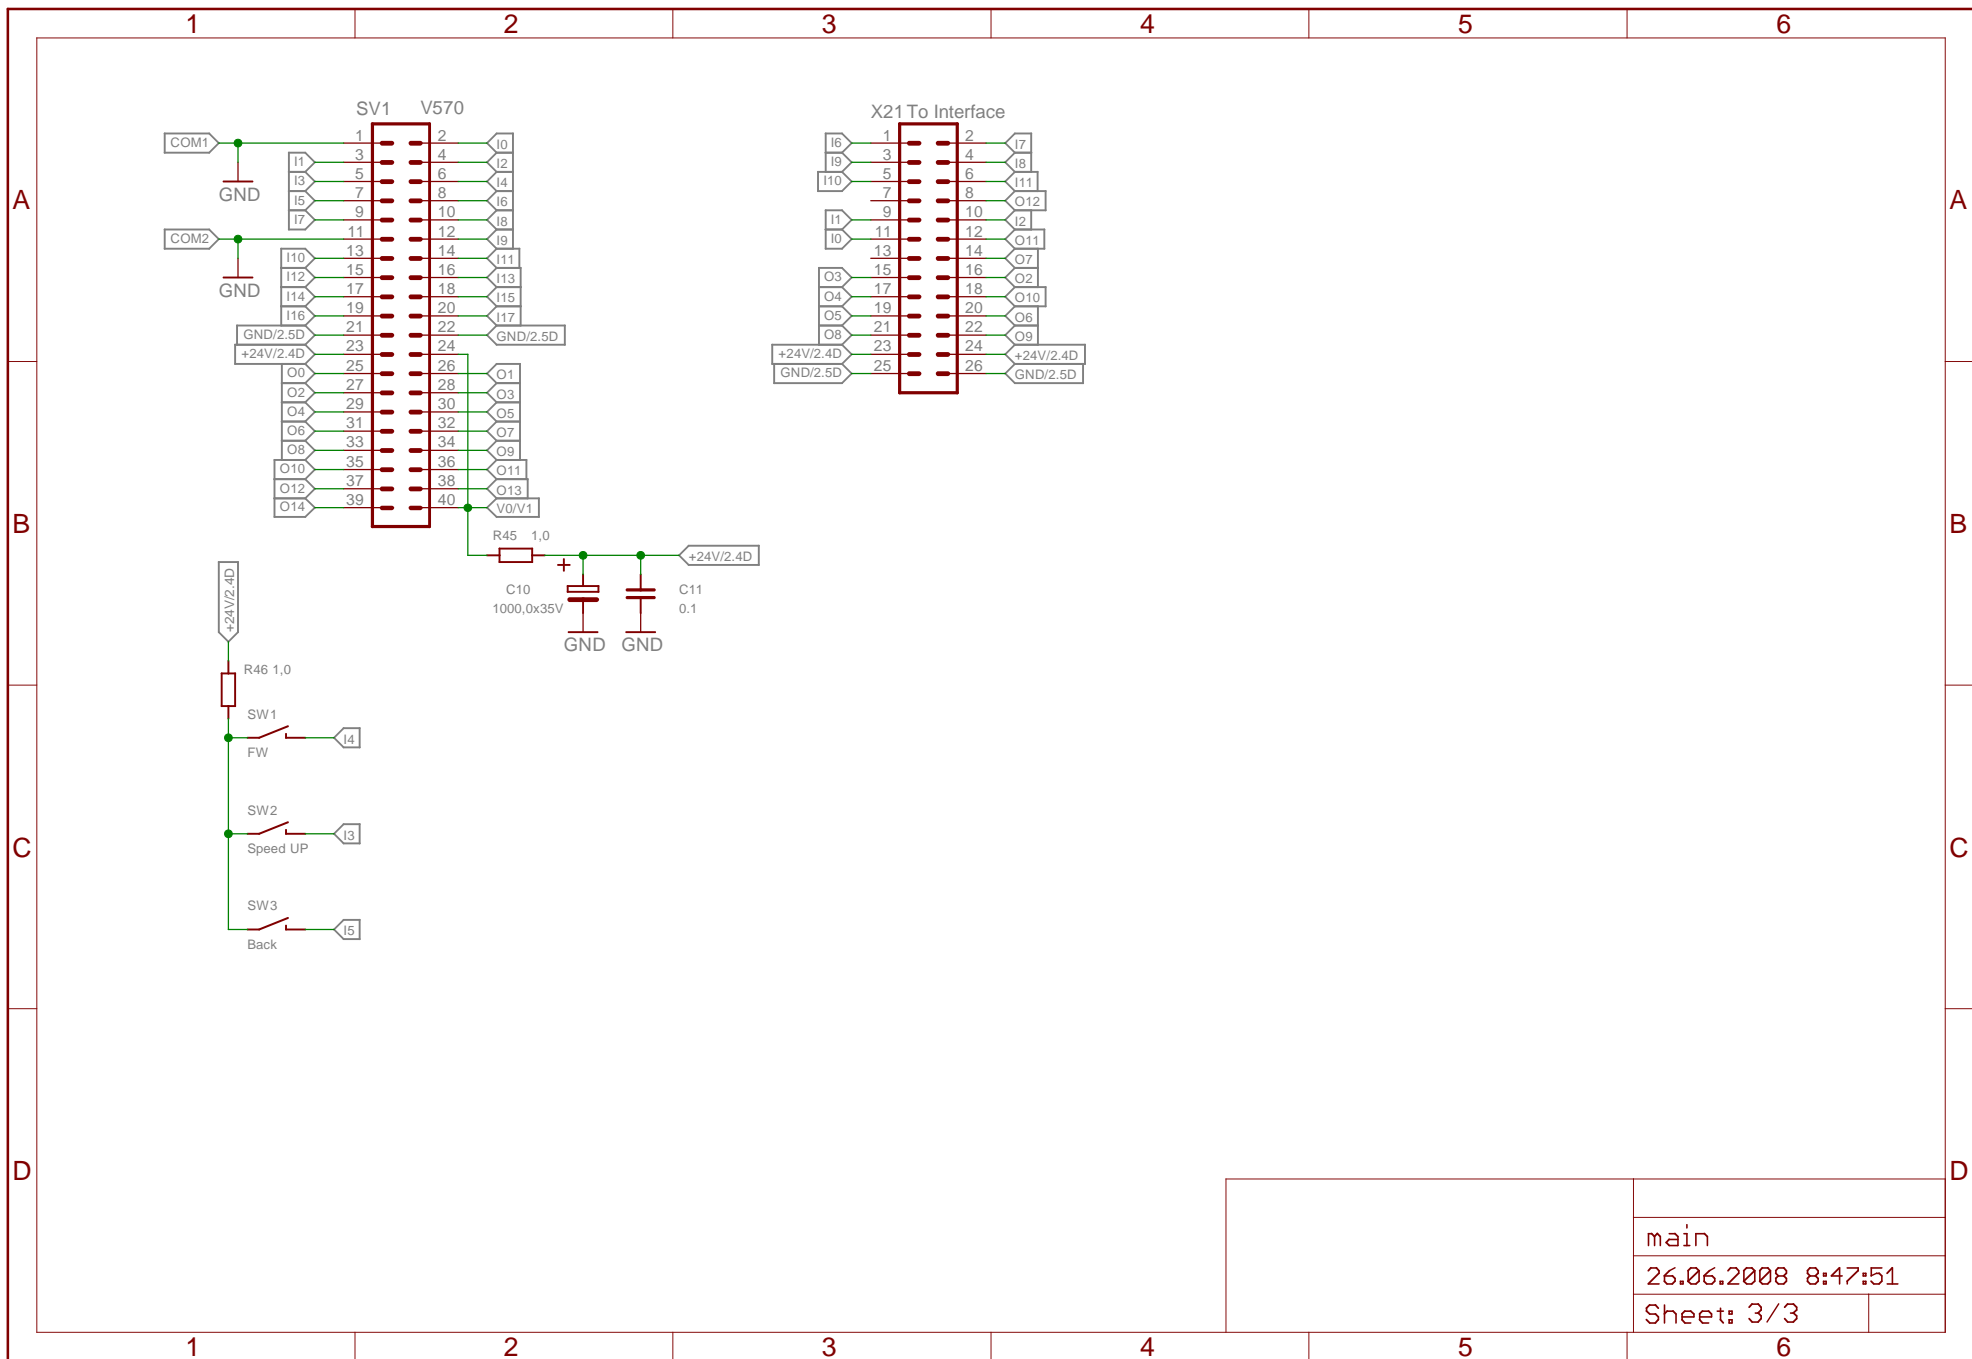 1 2 3 4 5 6
SV1 V570
X21 To Interface
COM1 1 2 I0
I1 3 4 I2
I3 5 6 I4
GND
I5 7 8 I6
I7 9 10 I8
COM2 11 12 I9
I10 13 14 I11
I12 15 16 I13
GND
I14 17 18 I15
I16 19 20 I17
GND/2.5D 21 22 GND/2.5D
+24V/2.4D 23 24
O0 25 26 O1
O2 27 28 O3
O4 29 30 O5
O6 31 32 O7
O8 33 34 O9
O10 35 36 O11
O12 37 38 O13
O14 39 40 V0/V1
I6 1 2 I7
I9 3 4 I8
I10 5 6 I11
7 8 O12
I1 9 10 I2
I0 11 12 O11
13 14 O7
O3 15 16 O2
O4 17 18 O10
O5 19 20 O6
O8 21 22 O9
+24V/2.4D 23 24 +24V/2.4D
GND/2.5D 25 26 GND/2.5D
A A
B B
R45 1,0
+24V/2.4D
+
C10
1000,0x35V
C11
0.1
GND GND
+24V/2.4D
R46 1,0
SW1
I4
FW
SW2
I3
Speed UP
C C
SW3
I5
Back
D D
main
26.06.2008 8:47:51
Sheet: 3/3
1 2 3 4 5 6